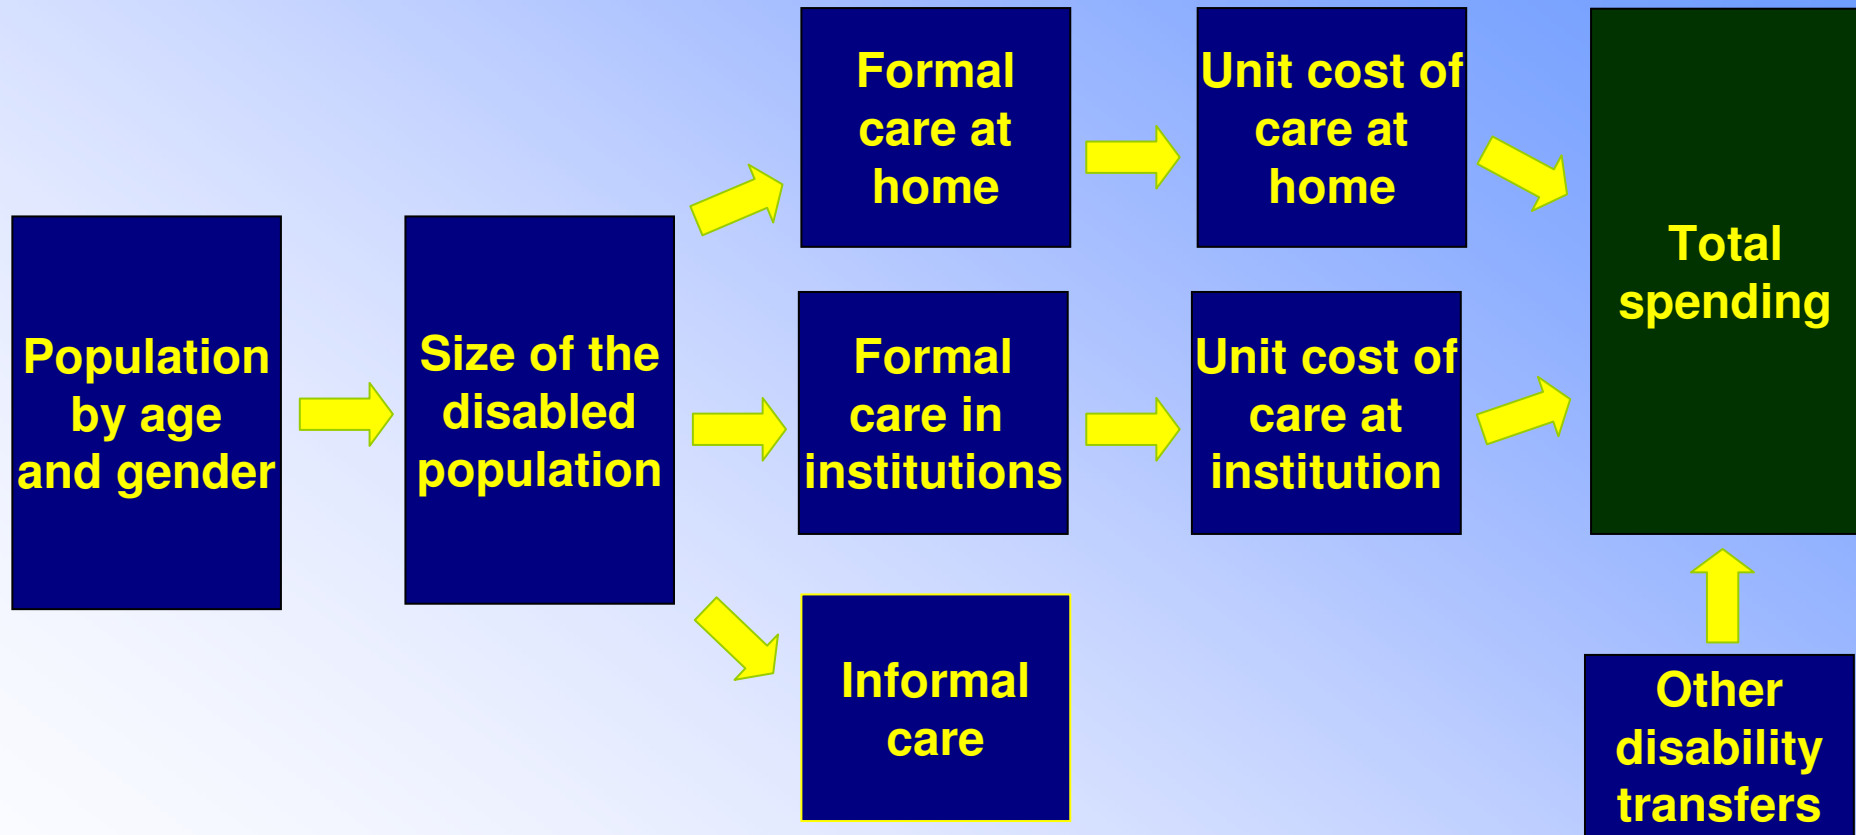 Population
by age
and gender
Size of the
disabled
population
Formal
care at
home
Unit cost of
care at
home
Formal
care in
institutions
Unit cost of
care at
institution
Informal
care
Total
spending
Other
disability
transfers